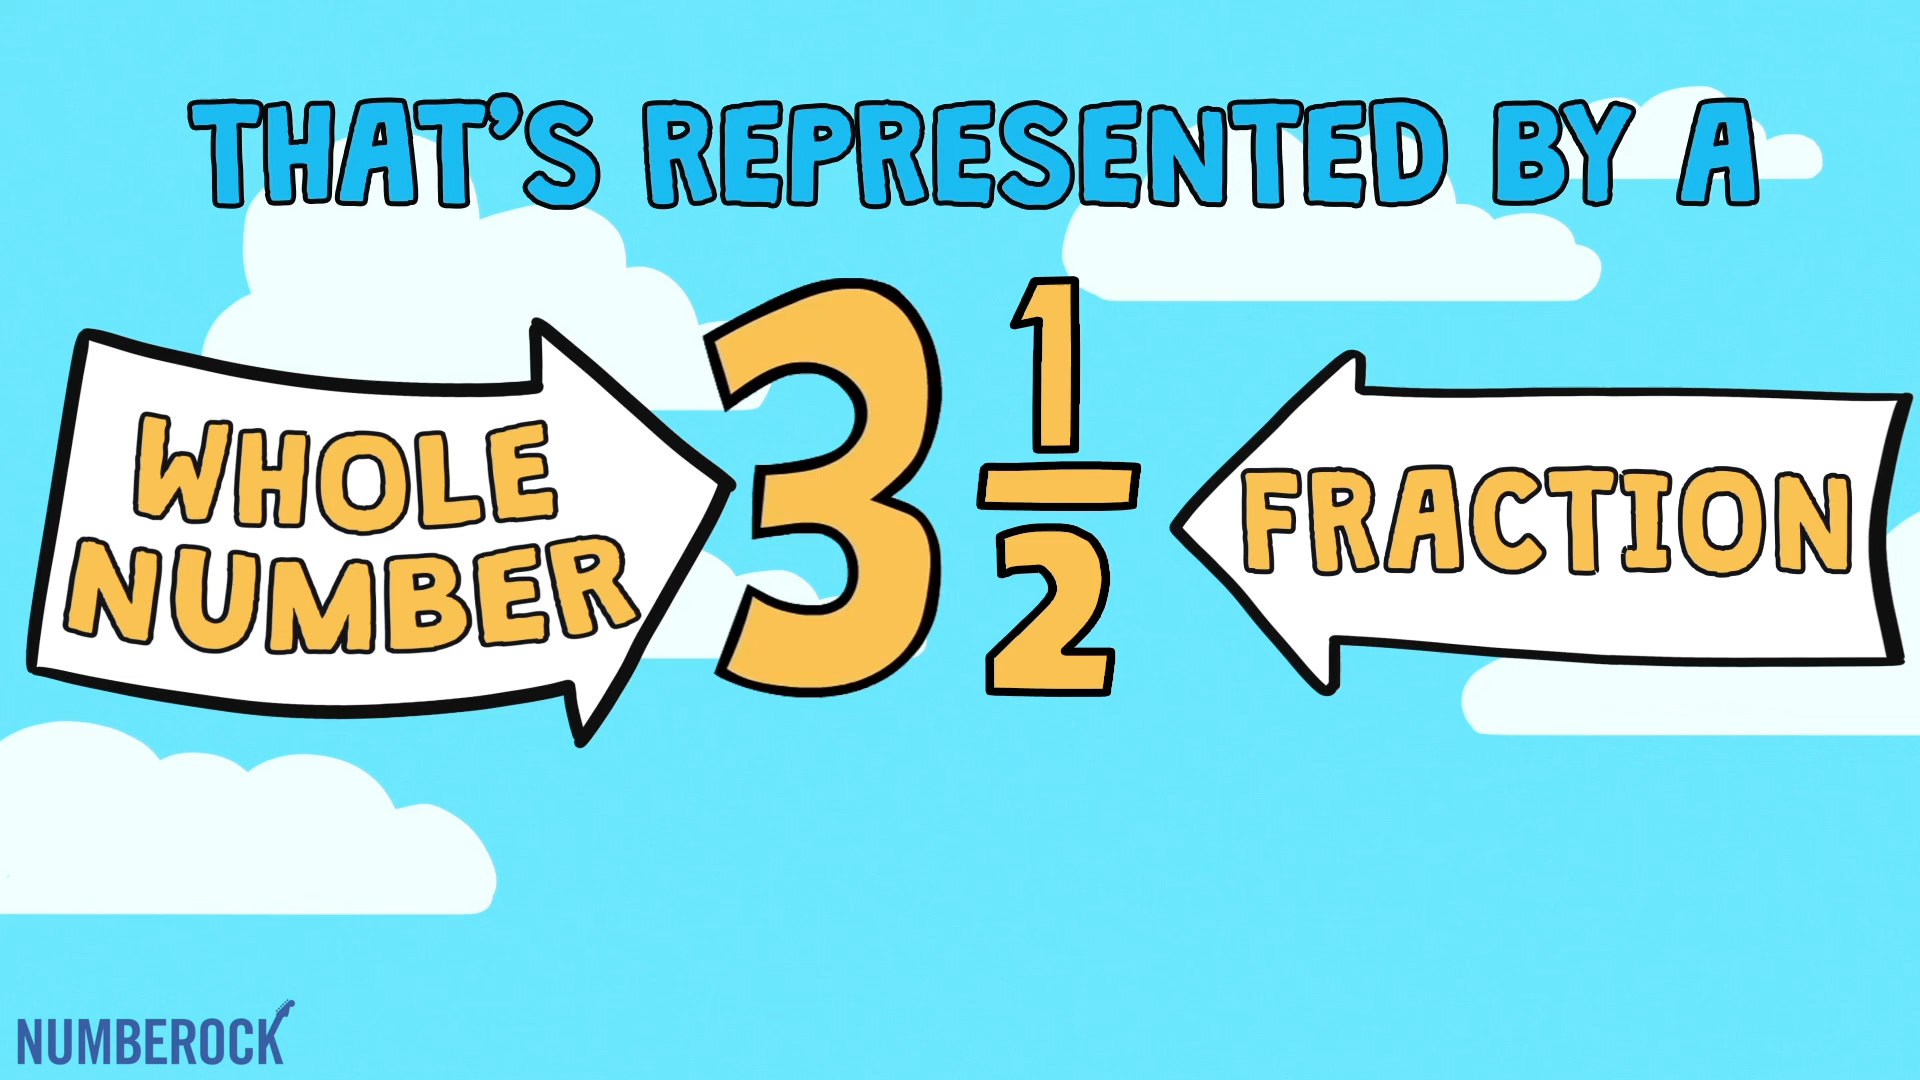 THAT'S REPRESENTED BY A
WHOLE
NUMBER
3 1/2
FRACTION
NUMBEROCK